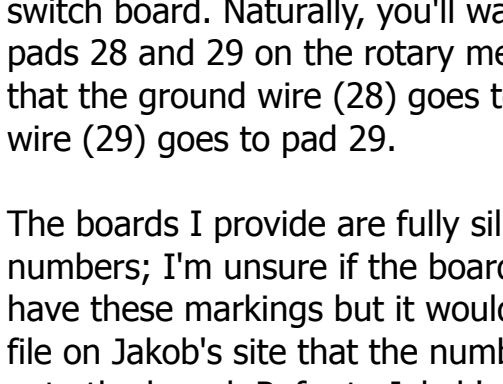 switch board. Naturally, you'll wa
pads 28 and 29 on the rotary me
that the ground wire (28) goes t
wire (29) goes to pad 29.
The boards I provide are fully sil
numbers; I'm unsure if the board
have these markings but it would
file on Jakob's site that the numb